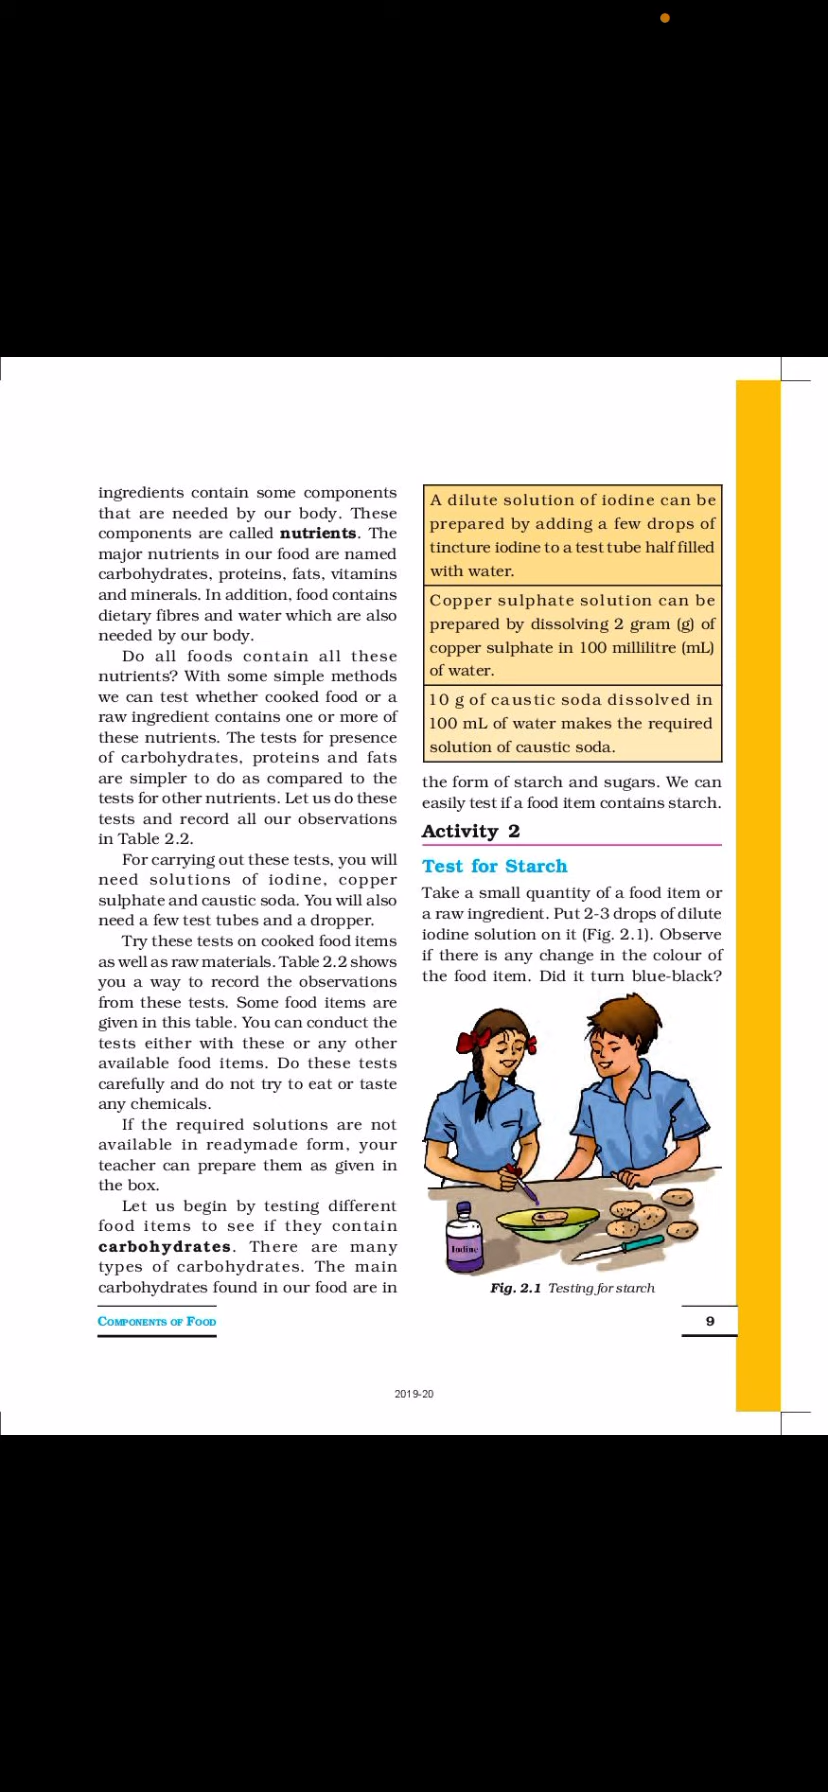 ingredients contain some components
that are needed by our body. These
components are called nutrients. The
major nutrients in our food are named
carbohydrates, proteins, fats, vitamins
and minerals. In addition, food contains
dietary fibres and water which are also
needed by our body.
Do all foods contain all these
nutrients? With some simple methods
we can test whether cooked food or a
raw ingredient contains one or more of
these nutrients. The tests for presence
of carbohydrates, proteins and fats
are simpler to do as compared to the
tests for other nutrients. Let us do these
tests and record all our observations
in Table 2.2.
For carrying out these tests, you will
need solutions of iodine, copper
sulphate and caustic soda. You will also
need a few test tubes and a dropper.
Try these tests on cooked food items
as well as raw materials. Table 2.2 shows
you a way to record the observations
from these tests. Some food items are
given in this table. You can conduct the
tests either with these or any other
available food items. Do these tests
carefully and do not try to eat or taste
any chemicals.
If the required solutions are not
available in readymade form, your
teacher can prepare them as given in
the box.
Let us begin by testing different
food items to see if they contain
carbohydrates. There are many
types of carbohydrates. The main
carbohydrates found in our food are in
A dilute solution of iodine can be
prepared by adding a few drops of
tincture iodine to a test tube half filled
with water.
Copper sulphate solution can be
prepared by dissolving 2 gram (g) of
copper sulphate in 100 millilitre (mL)
of water.
10 g of caustic soda dissolved in
100 mL of water makes the required
solution of caustic soda.
the form of starch and sugars. We can
easily test if a food item contains starch.
Activity 2
Test for Starch
Take a small quantity of a food item or
a raw ingredient. Put 2-3 drops of dilute
iodine solution on it (Fig. 2.1). Observe
if there is any change in the colour of
the food item. Did it turn blue-black?
Iodine
Fig. 2.1 Testing for starch
COMPONENTS OF FOOD
9
2019-20